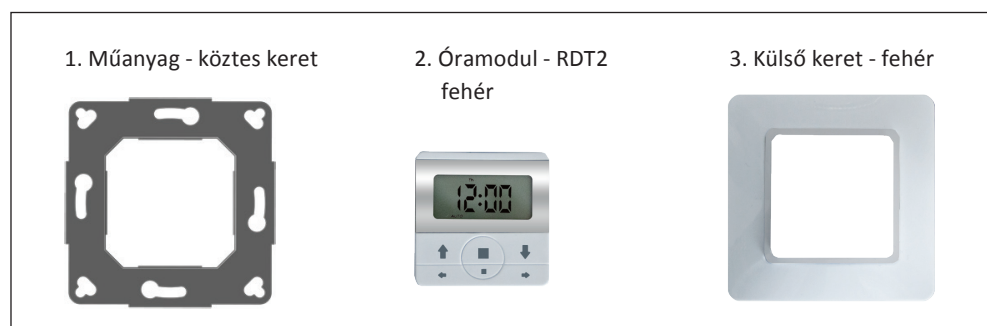 1. Műanyag - köztes keret
2. Óramodul - RDT2
fehér
3. Külső keret - fehér
12:00